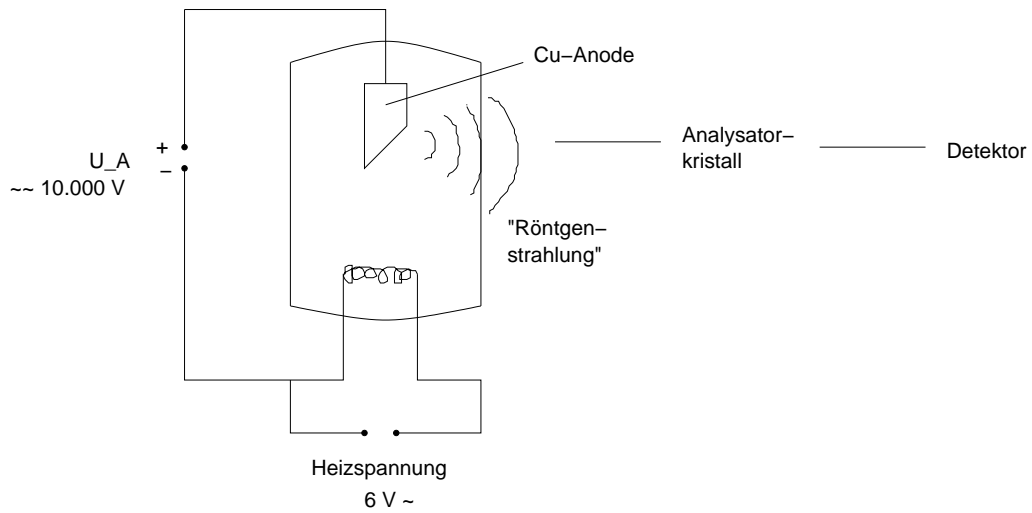 Cu−Anode
+
U_A
−
~~ 10.000 V
Analysator−
kristall
Detektor
"Röntgen−
strahlung"
Heizspannung
6 V ~